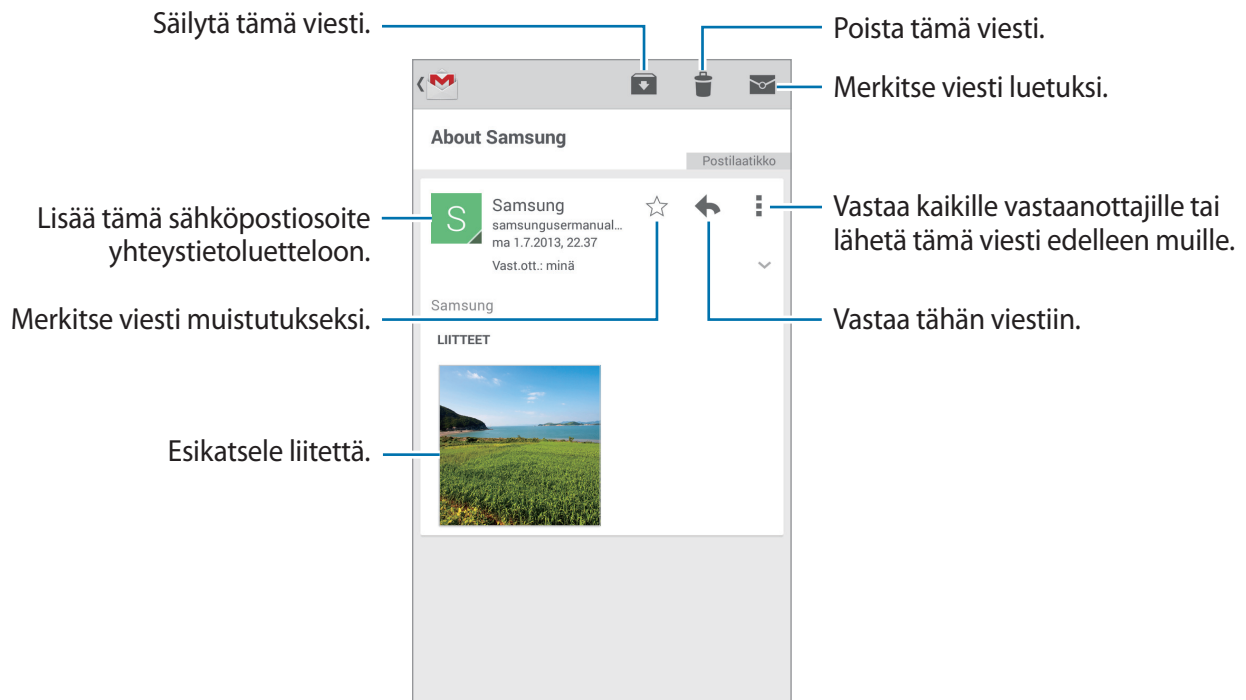 Säilytä tämä viesti.
Poista tämä viesti.
Merkitse viesti luetuksi.
About Samsung
Postilaatikko
Lisää tämä sähköpostiosoite
yhteystietoluetteloon.
S
Samsung
samsungusermanual...
ma 1.7.2013, 22.37
Vast.ott.: minä
Vastaa kaikille vastaanottajille tai
lähetä tämä viesti edelleen muille.
Merkitse viesti muistutukseksi.
Samsung
Vastaa tähän viestiin.
LIITTEET
Esikatsele liitettä.